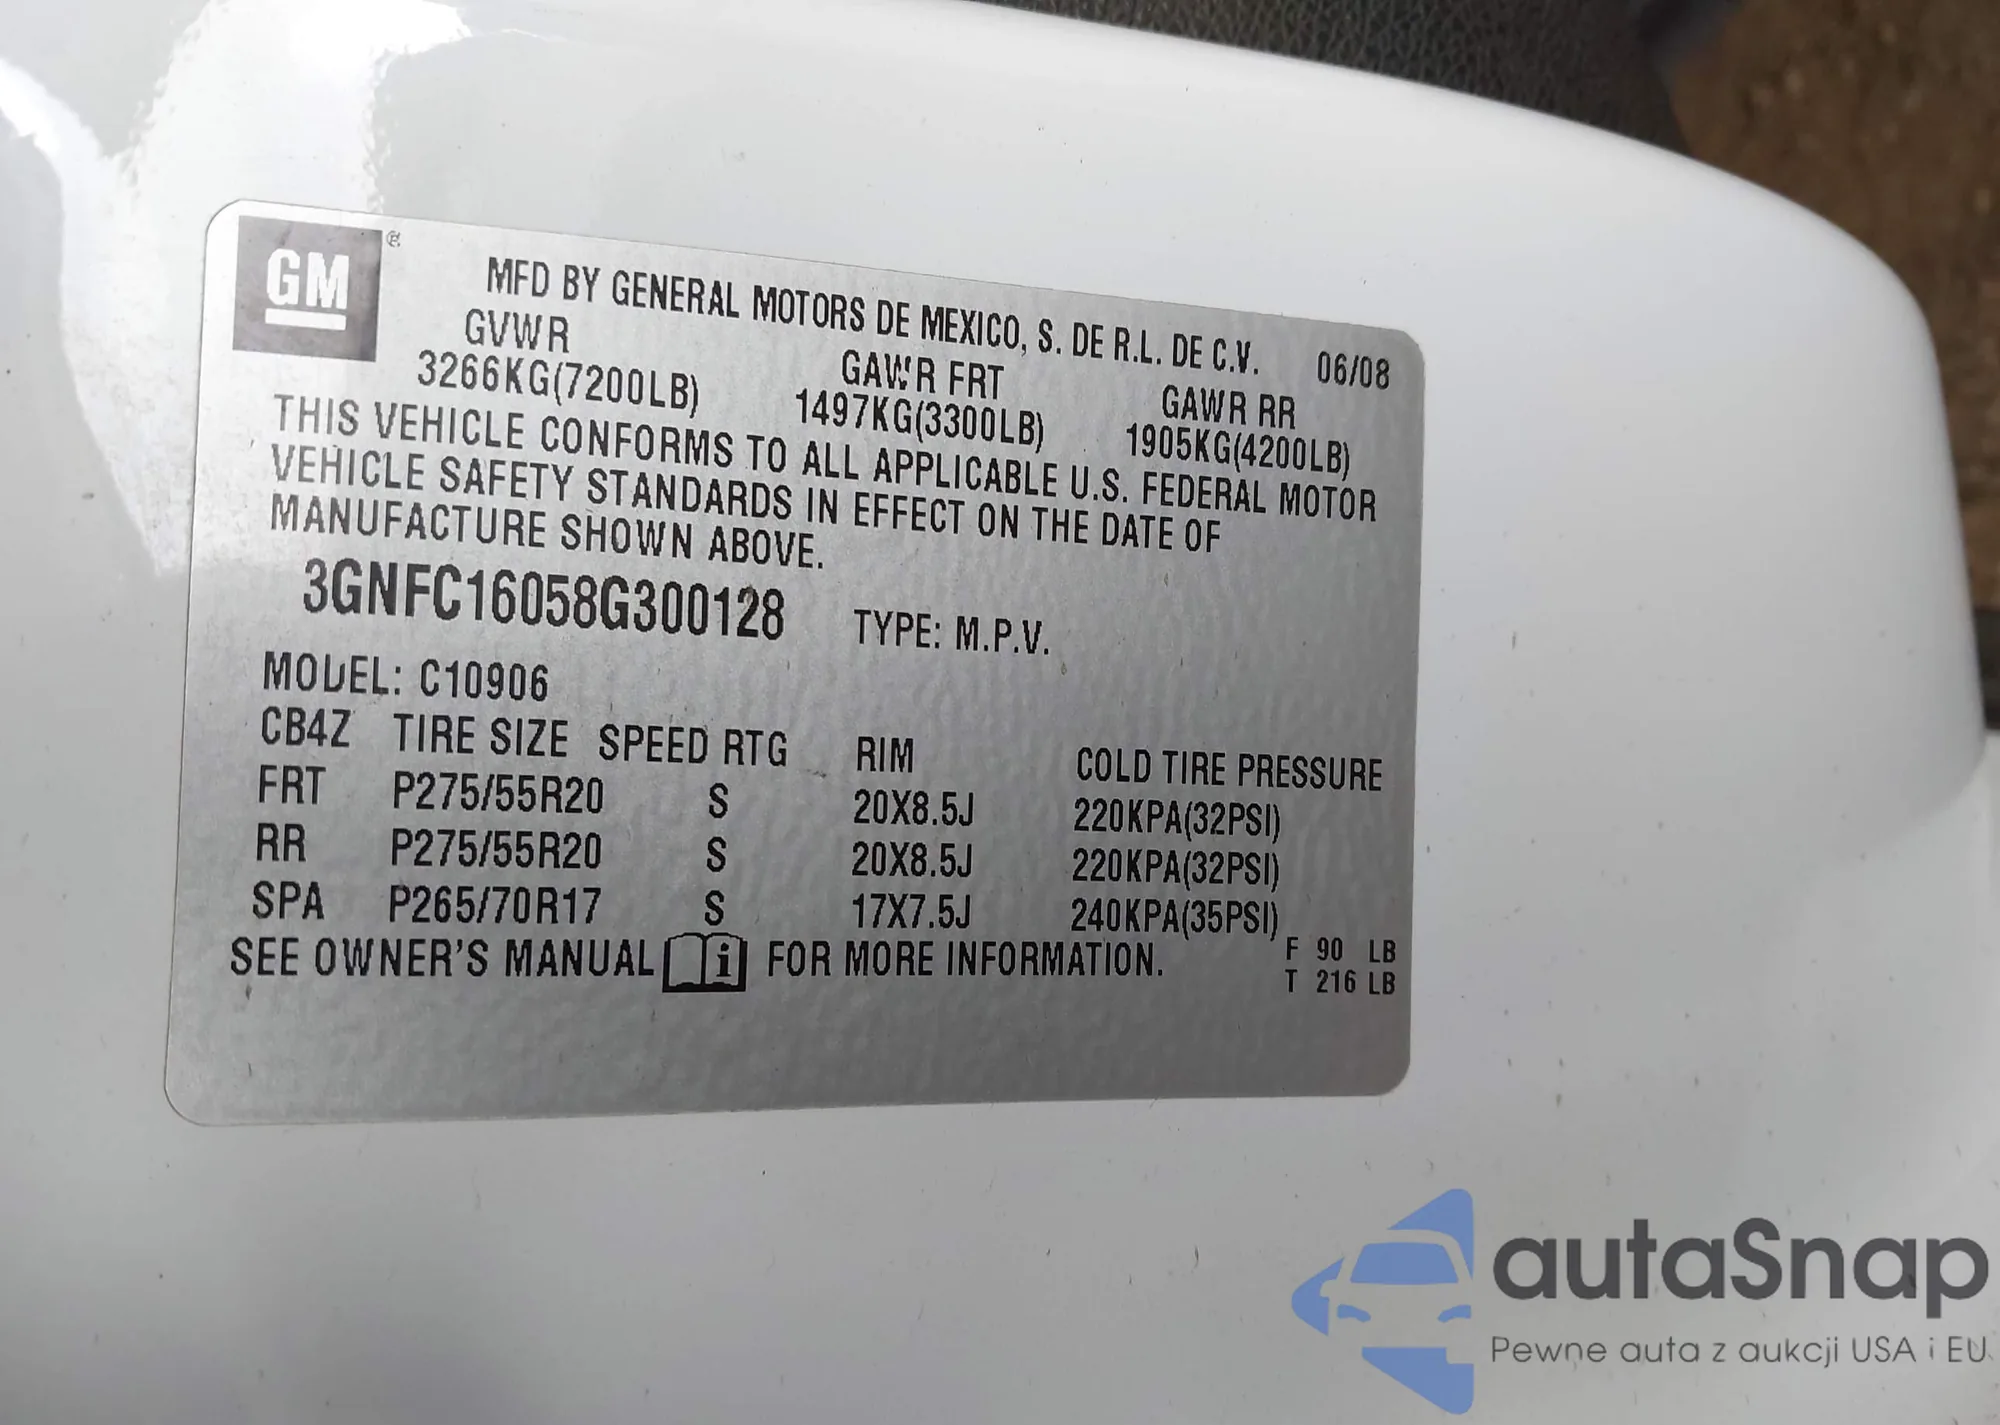 GM ®
MFD BY GENERAL MOTORS DE MEXICO, S. DE R.L. DE C.V. 06/08
GVWR GAWR FRT GAWR RR
3266KG(7200LB) 1497KG(3300LB) 1905KG(4200LB)
THIS VEHICLE CONFORMS TO ALL APPLICABLE U.S. FEDERAL MOTOR
VEHICLE SAFETY STANDARDS IN EFFECT ON THE DATE OF
MANUFACTURE SHOWN ABOVE.
3GNFC16058G300128 TYPE: M.P.V.
MODEL: C10906
CB4Z TIRE SIZE SPEED RTG RIM COLD TIRE PRESSURE
FRT P275/55R20 S 20X8.5J 220KPA(32PSI)
RR P275/55R20 S 20X8.5J 220KPA(32PSI)
SPA P265/70R17 S 17X7.5J 240KPA(35PSI)
SEE OWNER'S MANUAL i FOR MORE INFORMATION.
F 90 LB
T 216 LB
autaSnap
Pewne auta z aukcji USA i EU